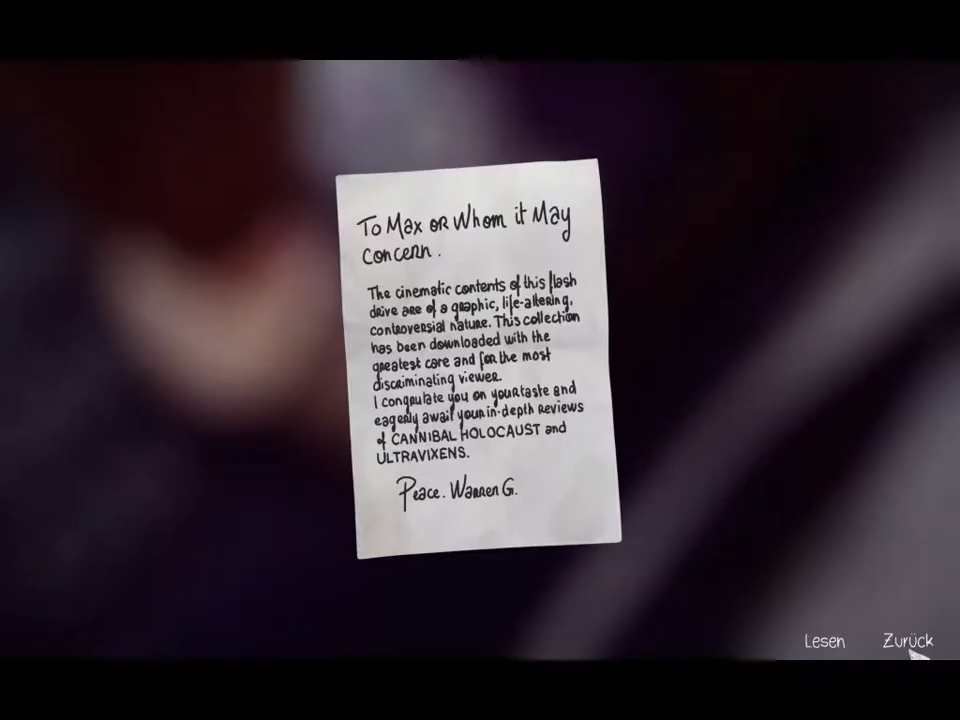 To Max or Whom it May
Concern.
The cinematic contents of this flash
drive are of a graphic, life-altering,
controversial nature. This collection
has been downloaded with the
greatest care and for the most
discriminating viewer.
I congrulate you on your taste and
eagerly await your in-depth reviews
of CANNIBAL HOLOCAUST and
ULTRAVIXENS.
Peace. Warren G.
Lesen Zurück